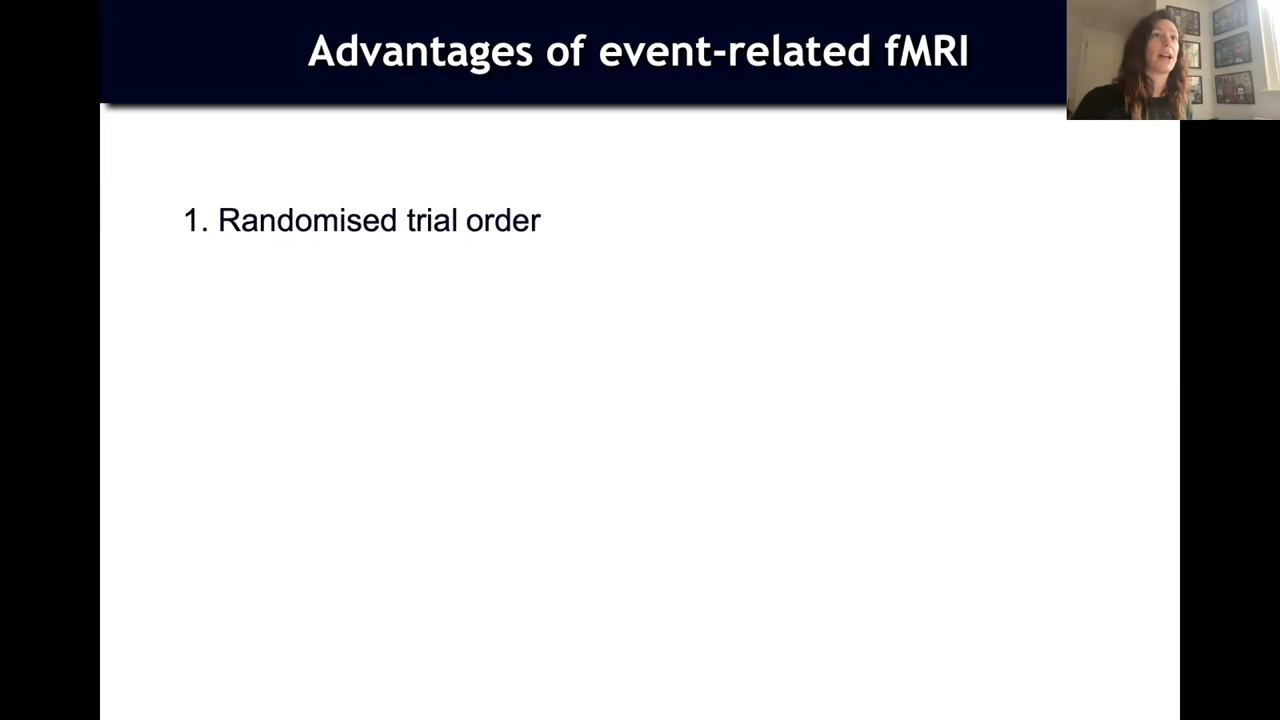 Advantages of event-related fMRI
1. Randomised trial order